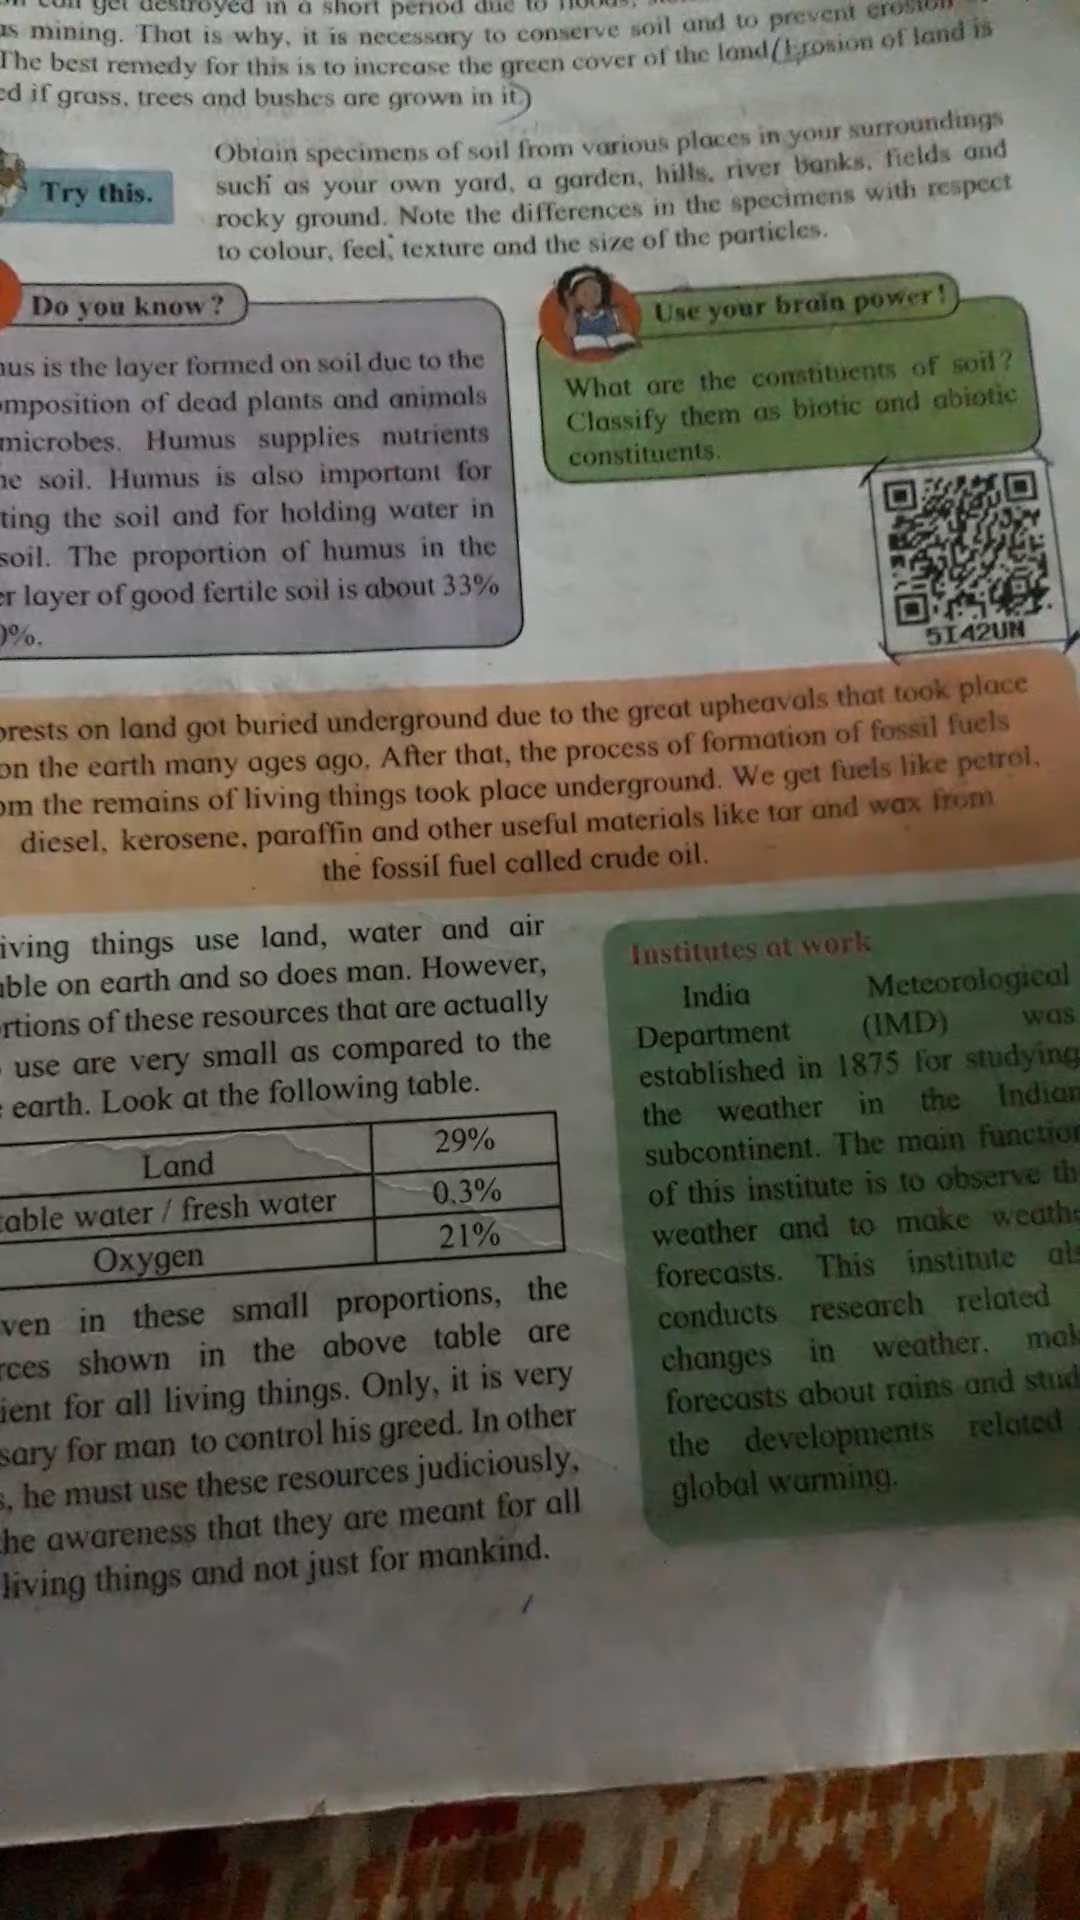 get destroyed in a short period due to
mining. That is why, it is necessary to conserve soil and to prevent erosion
The best remedy for this is to increase the green cover of the land (Erosion of land is
ed if grass, trees and bushes are grown in it.)
Try this.
Obtain specimens of soil from various places in your surroundings
such as your own yard, a garden, hills, river banks, fields and
rocky ground. Note the differences in the specimens with respect
to colour, feel, texture and the size of the particles.
Do you know ?
us is the layer formed on soil due to the
mposition of dead plants and animals
microbes. Humus supplies nutrients
e soil. Humus is also important for
ting the soil and for holding water in
soil. The proportion of humus in the
er layer of good fertile soil is about 33%
0%.
Use your brain power !
What are the constituents of soil ?
Classify them as biotic and abiotic
constituents.
5I42UN
orests on land got buried underground due to the great upheavals that took place
on the earth many ages ago. After that, the process of formation of fossil fuels
om the remains of living things took place underground. We get fuels like petrol,
diesel, kerosene, paraffin and other useful materials like tar and wax from
the fossil fuel called crude oil.
iving things use land, water and air
able on earth and so does man. However,
rtions of these resources that are actually
use are very small as compared to the
earth. Look at the following table.
Land 29%
table water / fresh water 0.3%
Oxygen 21%
ven in these small proportions, the
rces shown in the above table are
ient for all living things. Only, it is very
sary for man to control his greed. In other
s, he must use these resources judiciously,
he awareness that they are meant for all
living things and not just for mankind.
Institutes at work
India Meteorological
Department (IMD) was
established in 1875 for studying
the weather in the Indian
subcontinent. The main function
of this institute is to observe th
weather and to make weath
forecasts. This institute als
conducts research related
changes in weather, mak
forecasts about rains and stud
the developments related
global warming.